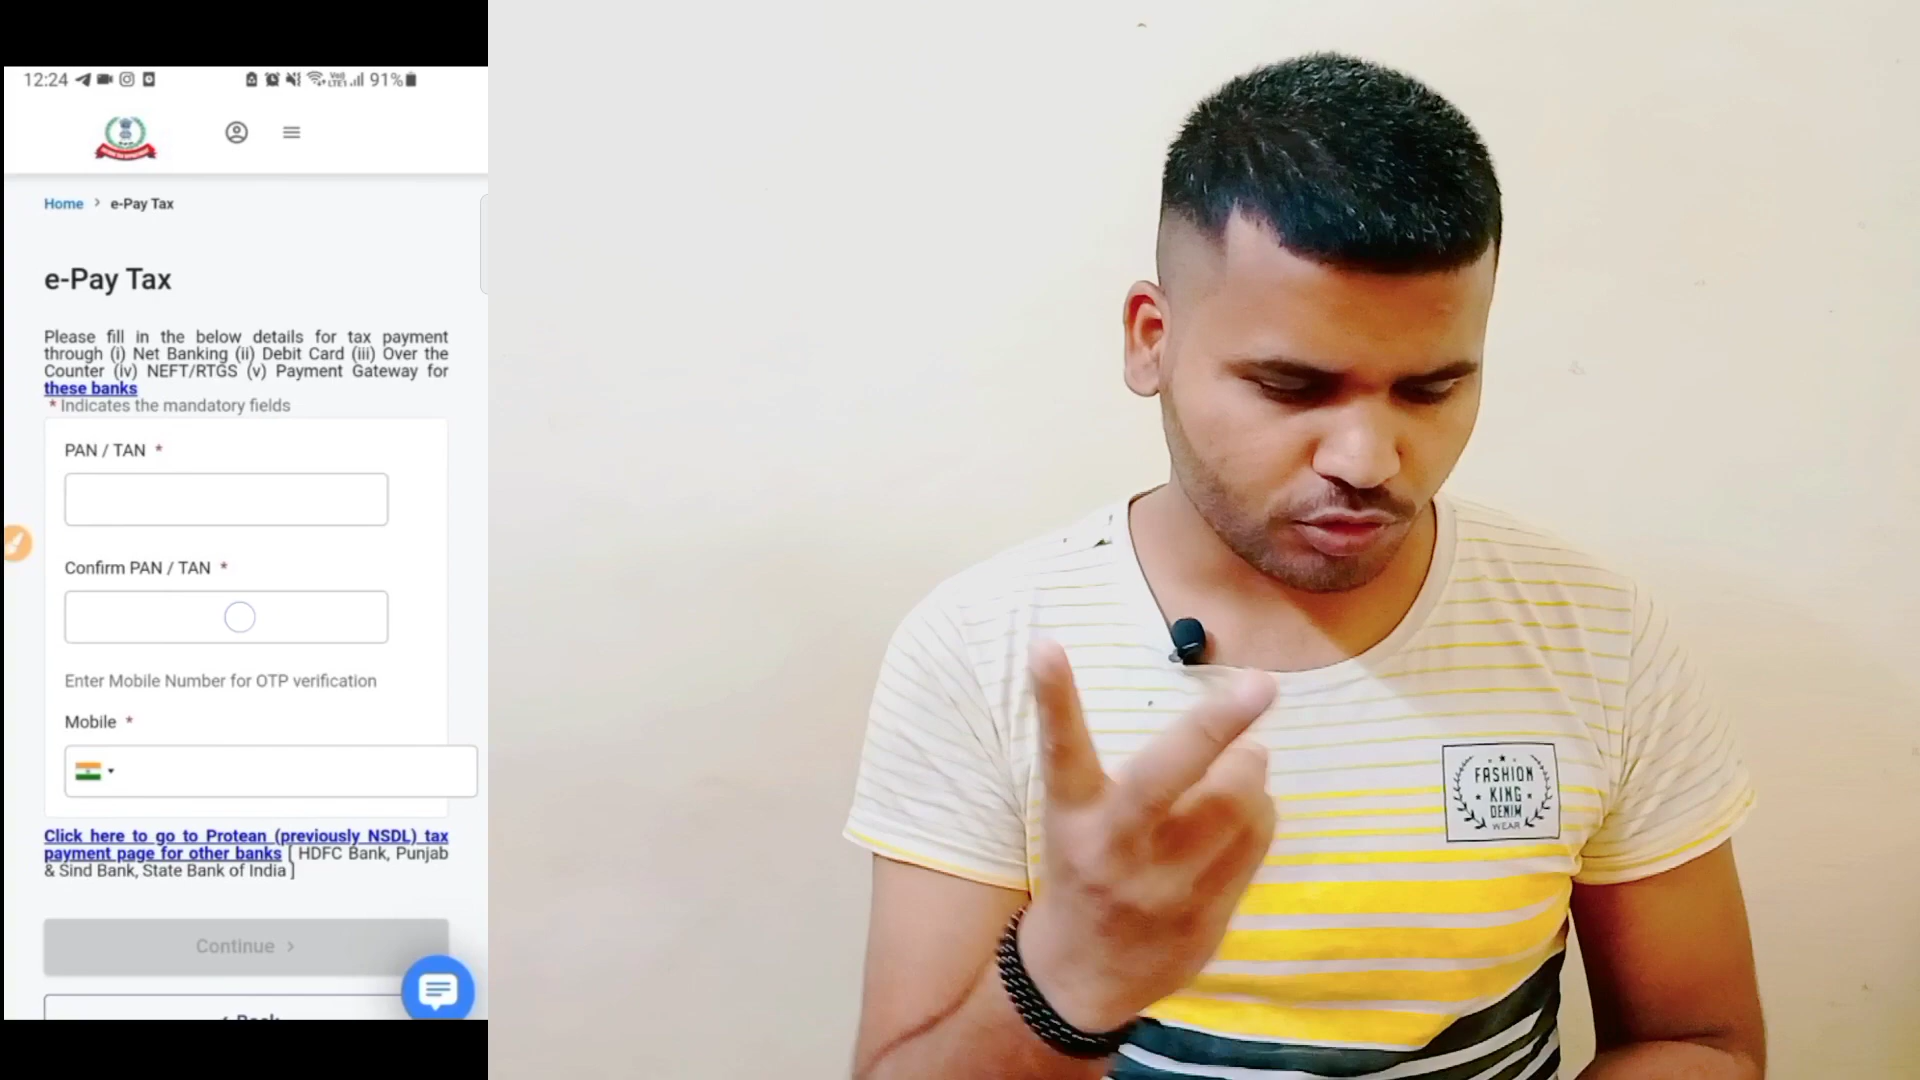 12:24
91%
Home > e-Pay Tax
e-Pay Tax
Please fill in the below details for tax payment
through (i) Net Banking (ii) Debit Card (iii) Over the
Counter (iv) NEFT/RTGS (v) Payment Gateway for
these banks
* Indicates the mandatory fields
PAN / TAN *
Confirm PAN / TAN *
Enter Mobile Number for OTP verification
Mobile *
Click here to go to Protean (previously NSDL) tax
payment page for other banks [ HDFC Bank, Punjab
& Sind Bank, State Bank of India ]
Continue >
FASHION
KING
DENIM
WEAR